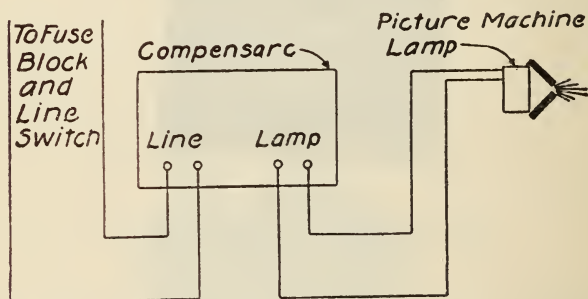 To Fuse
Block
and
Line
Switch
Compensarc
Line
Lamp
Picture Machine
Lamp